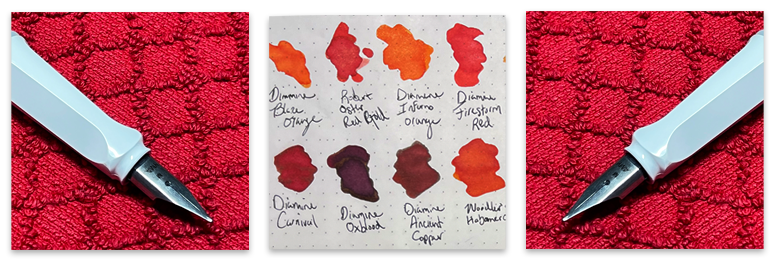 Diamine
Blaze
Orange
Robert
Oster
Red
Diamine
Inferno
Orange
Diamine
Firestorm
Red
Diamine
Carnival
Diamine
Oxblood
Diamine
Ancient
Copper
Noodler
Habanero